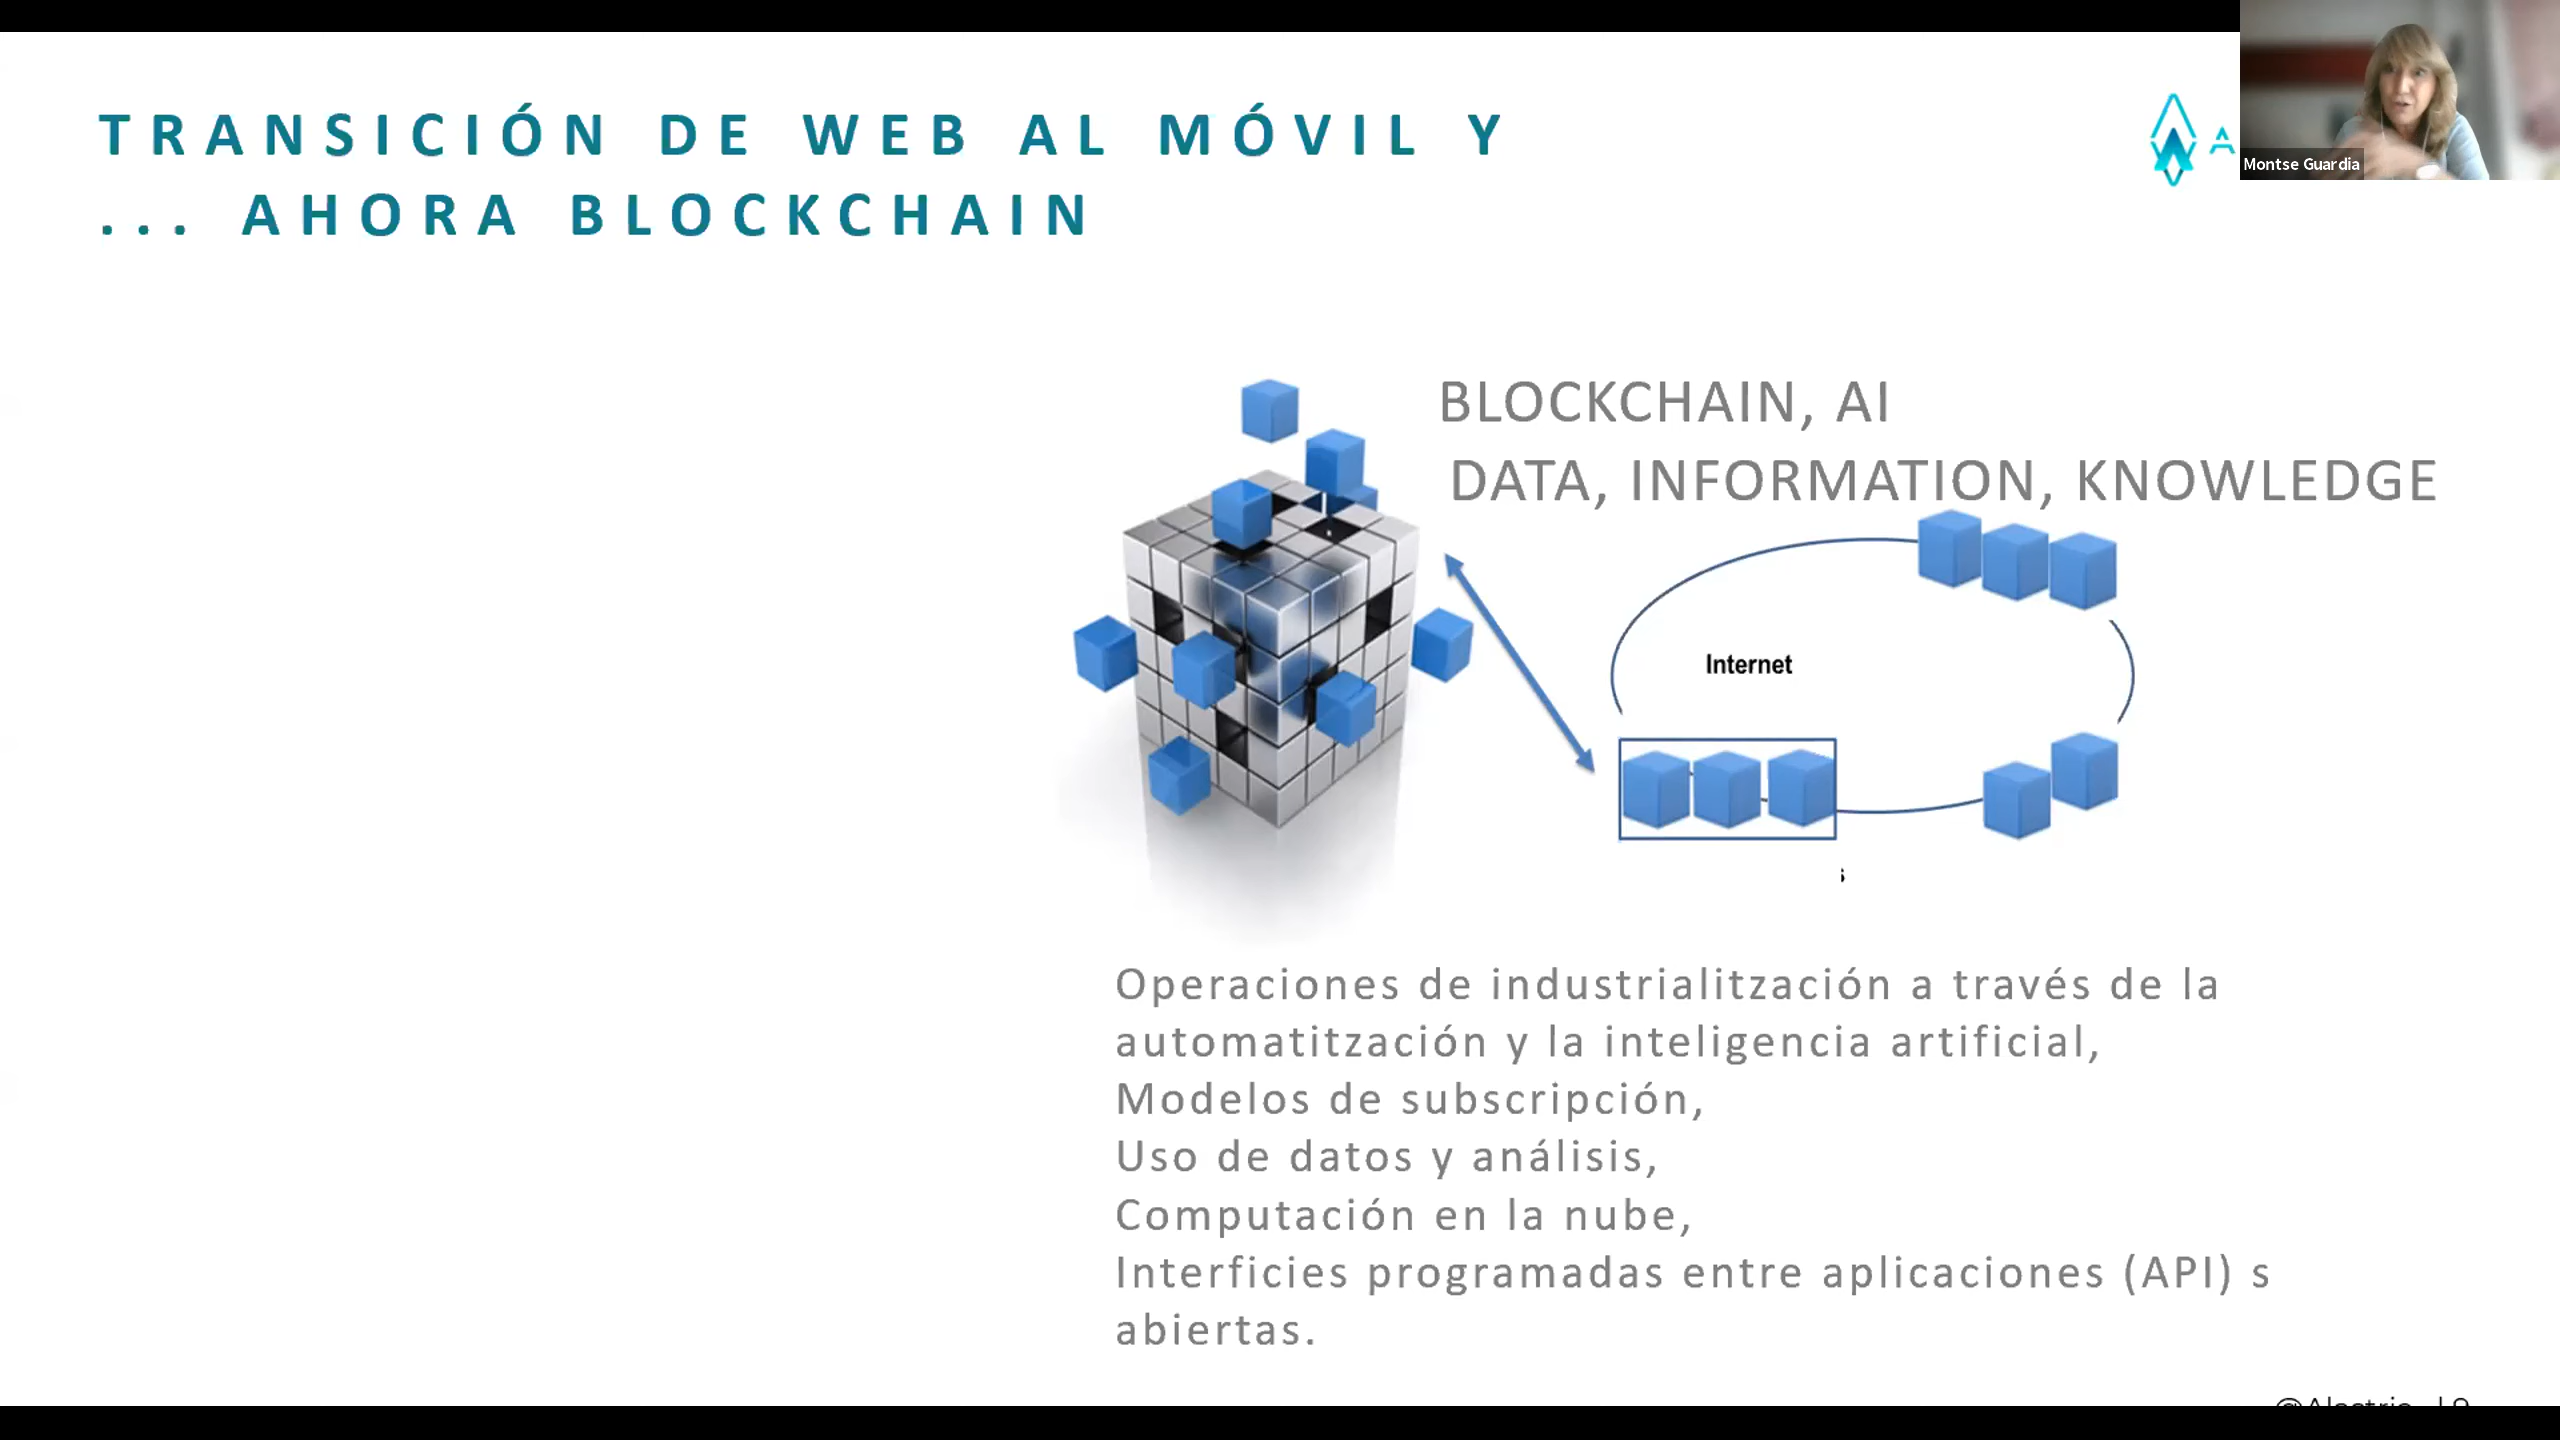 TRANSICIÓN DE WEB AL MÓVIL Y
... AHORA BLOCKCHAIN
Montse Guardia
BLOCKCHAIN, AI
DATA, INFORMATION, KNOWLEDGE
Internet
s
Operaciones de industrialitzación a través de la
automatitzación y la inteligencia artificial,
Modelos de subscripción,
Uso de datos y análisis,
Computación en la nube,
Interficies programadas entre aplicaciones (API) s
abiertas.